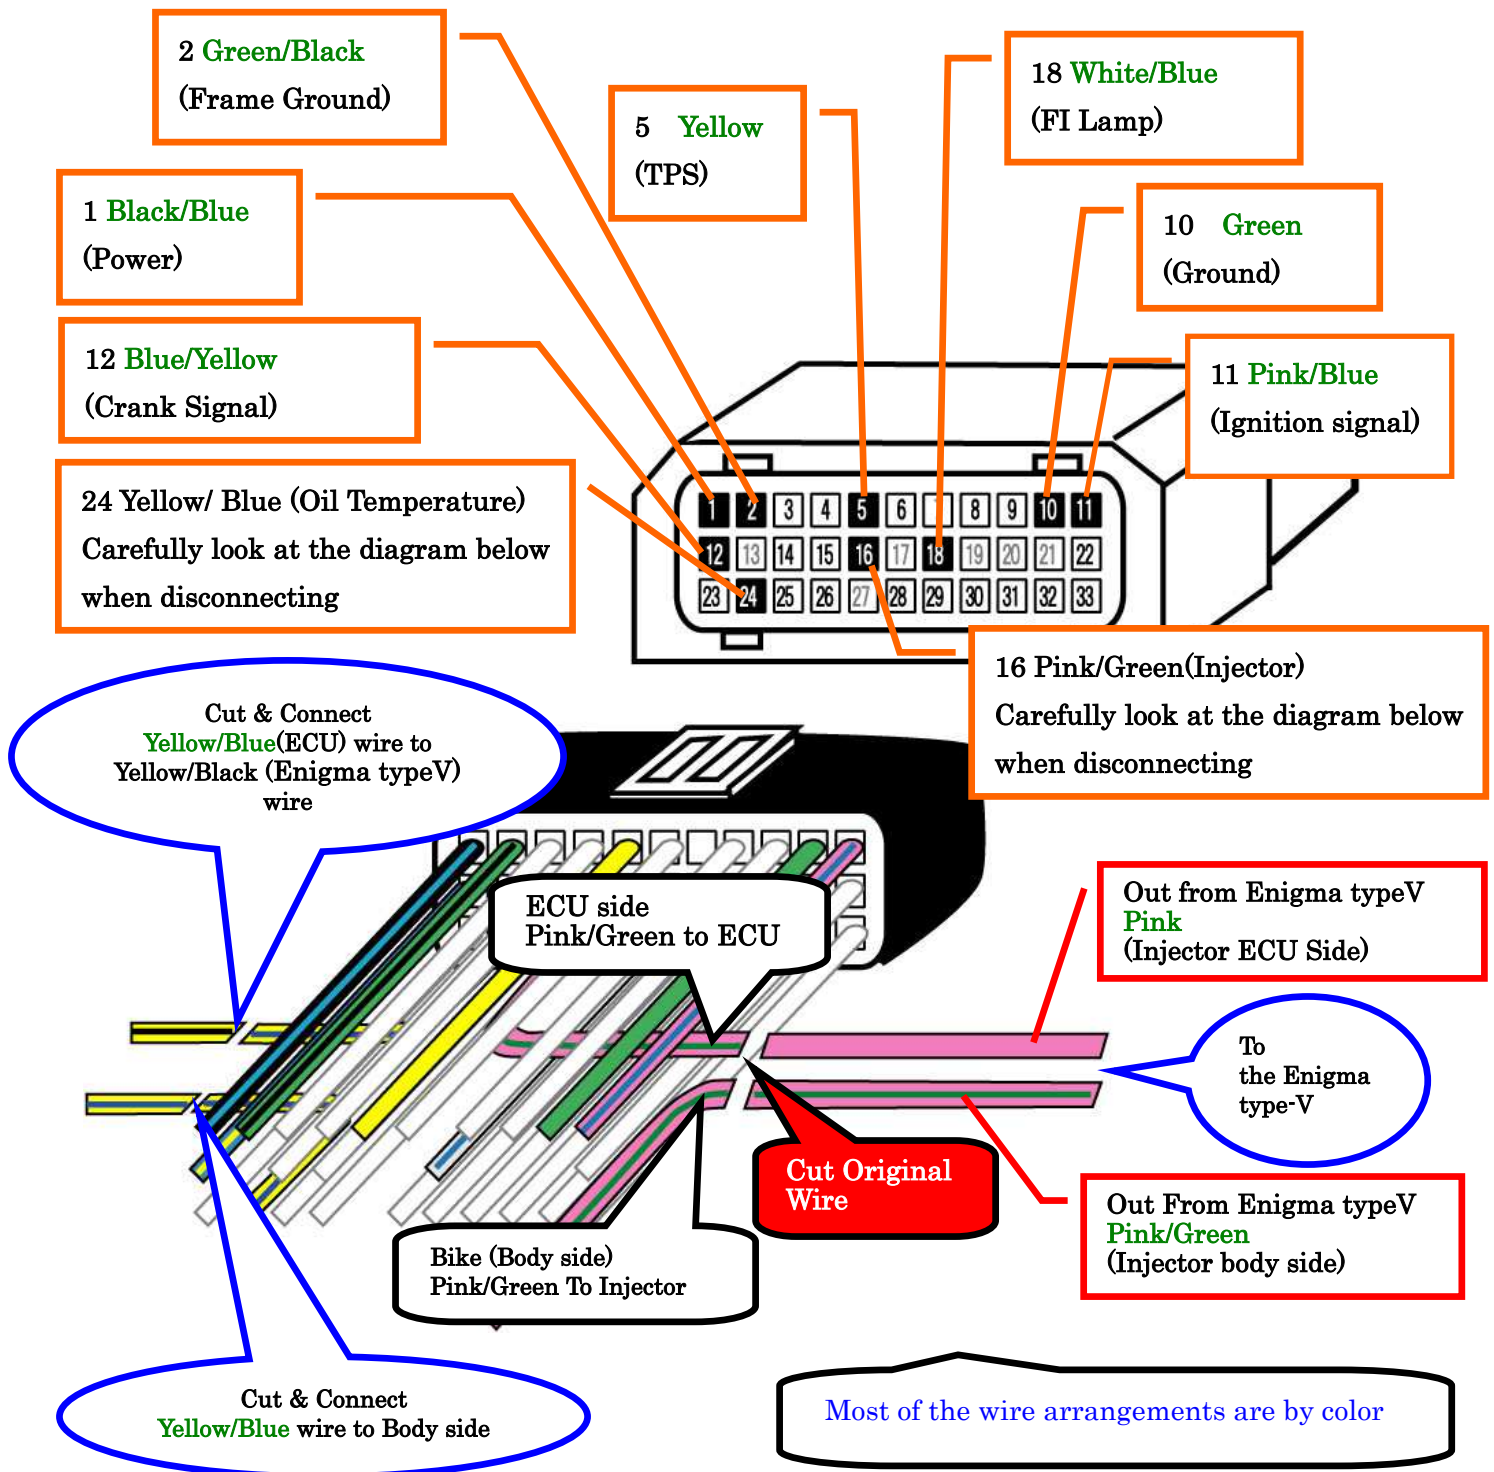 2 Green/Black
(Frame Ground)
18 White/Blue
(FI Lamp)
5 Yellow
(TPS)
1 Black/Blue
(Power)
10 Green
(Ground)
12 Blue/Yellow
(Crank Signal)
11 Pink/Blue
(Ignition signal)
24 Yellow/ Blue (Oil Temperature)
Carefully look at the diagram below
when disconnecting
1 2 3 4 5 6 7 8 9 10 11
12 13 14 15 16 17 18 19 20 21 22
23 24 25 26 27 28 29 30 31 32 33
16 Pink/Green(Injector)
Carefully look at the diagram below
when disconnecting
Cut & Connect
Yellow/Blue(ECU) wire to
Yellow/Black (Enigma typeV)
wire
ECU side
Pink/Green to ECU
Out from Enigma typeV
Pink
(Injector ECU Side)
To
the Enigma
type-V
Cut Original
Wire
Out From Enigma typeV
Pink/Green
(Injector body side)
Bike (Body side)
Pink/Green To Injector
Cut & Connect
Yellow/Blue wire to Body side
Most of the wire arrangements are by color